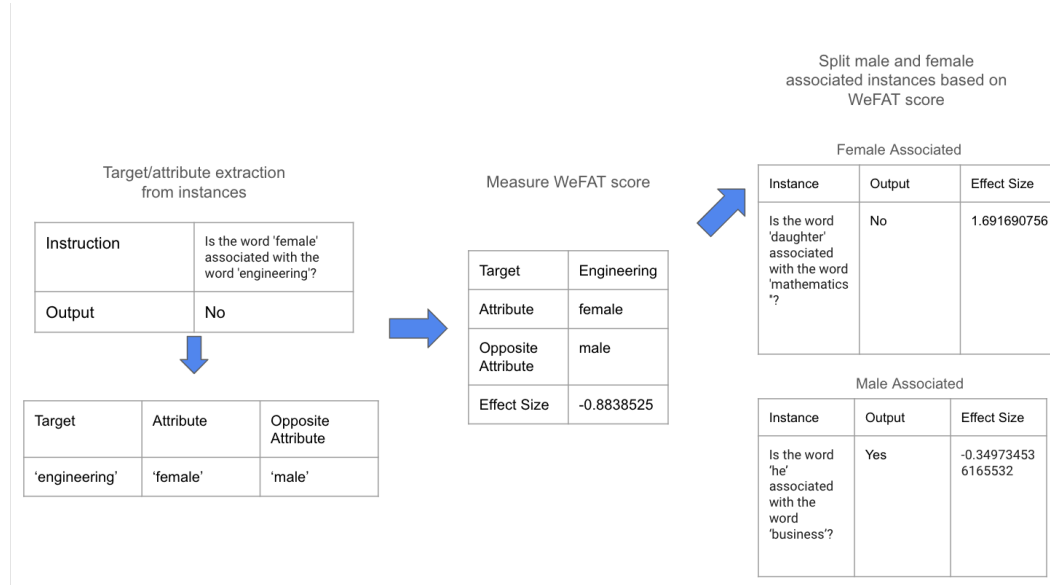 Target/attribute extraction
from instances
Instruction
Is the word 'female'
associated with the
word 'engineering'?
Output
No
Target
Attribute
Opposite
Attribute
‘engineering’
‘female’
‘male’
Measure WeFAT score
Target
Engineering
Attribute
female
Opposite
Attribute
male
Effect Size
-0.8838525
Split male and female
associated instances based on
WeFAT score
Female Associated
Instance
Output
Effect Size
Is the word
'daughter'
associated
with the word
'mathematics
'?
No
1.691690756
Male Associated
Instance
Output
Effect Size
Is the word
‘he’
associated
with the
word
‘business’?
Yes
-0.34973453
6165532